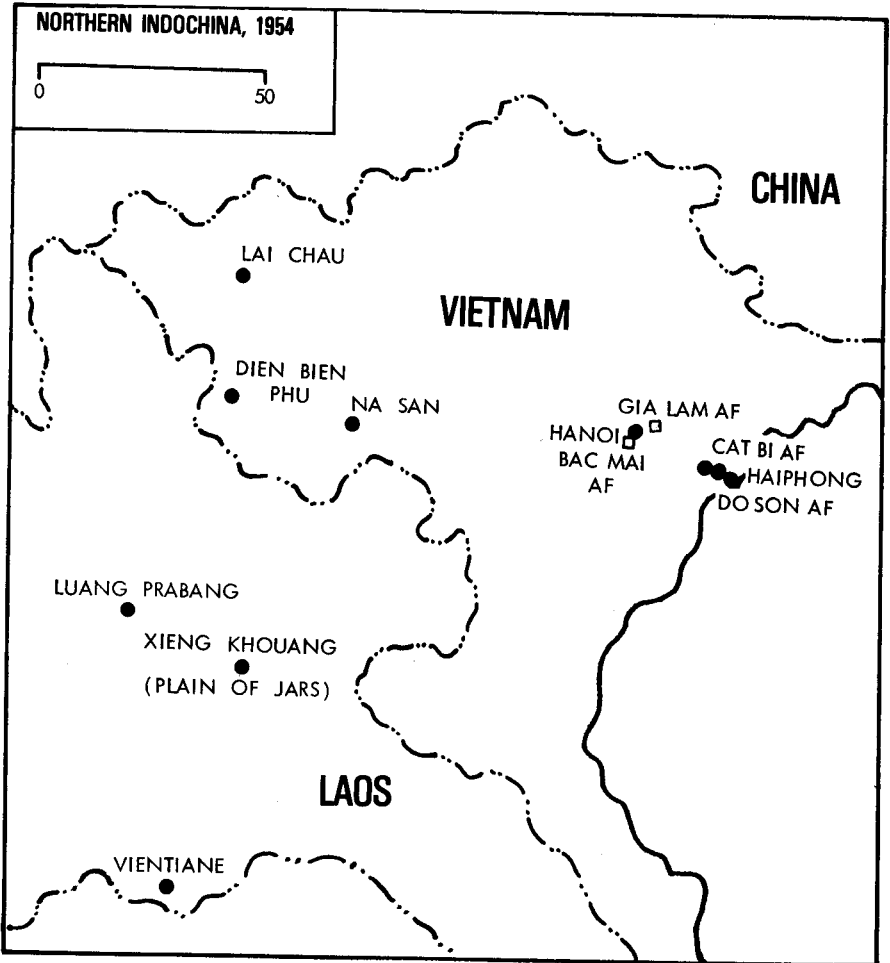 NORTHERN INDOCHINA, 1954
0 50
CHINA
LAI CHAU
VIETNAM
DIEN BIEN
PHU
NA SAN
GIA LAM AF
HANOI
BAC MAI
AF
CAT BI AF
HAIPHONG
DO SON AF
LUANG PRABANG
XIENG KHOUANG
(PLAIN OF JARS)
LAOS
VIENTIANE